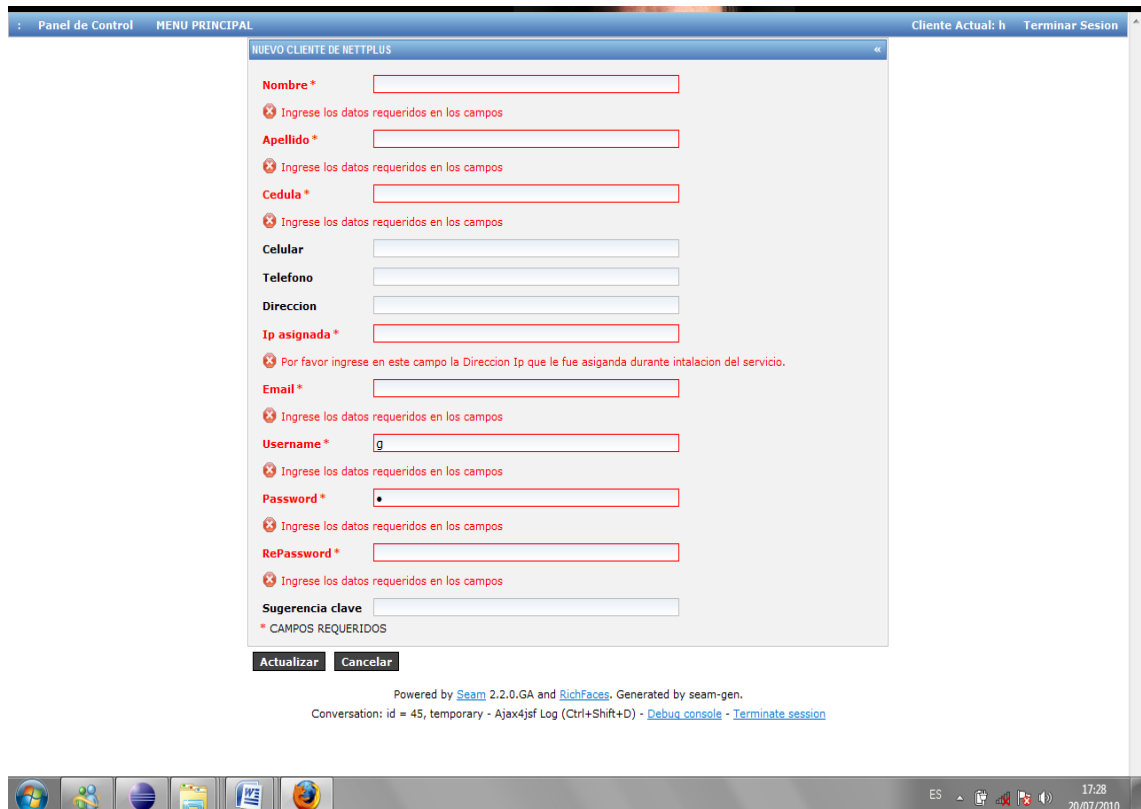 : Panel de Control MENU PRINCIPAL Cliente Actual: h Terminar Sesion
NUEVO CLIENTE DE NETTPLUS «
Nombre *
Ingrese los datos requeridos en los campos
Apellido *
Ingrese los datos requeridos en los campos
Cedula *
Ingrese los datos requeridos en los campos
Celular
Telefono
Direccion
Ip asignada *
Por favor ingrese en este campo la Direccion Ip que le fue asiganda durante intalacion del servicio.
Email *
Ingrese los datos requeridos en los campos
Username * g
Ingrese los datos requeridos en los campos
Password * •
Ingrese los datos requeridos en los campos
RePassword *
Ingrese los datos requeridos en los campos
Sugerencia clave
* CAMPOS REQUERIDOS
Actualizar Cancelar
Powered by Seam 2.2.0.GA and RichFaces. Generated by seam-gen.
Conversation: id = 45, temporary - Ajax4jsf Log (Ctrl+Shift+D) - Debug console - Terminate session
ES 17:28
20/07/2010